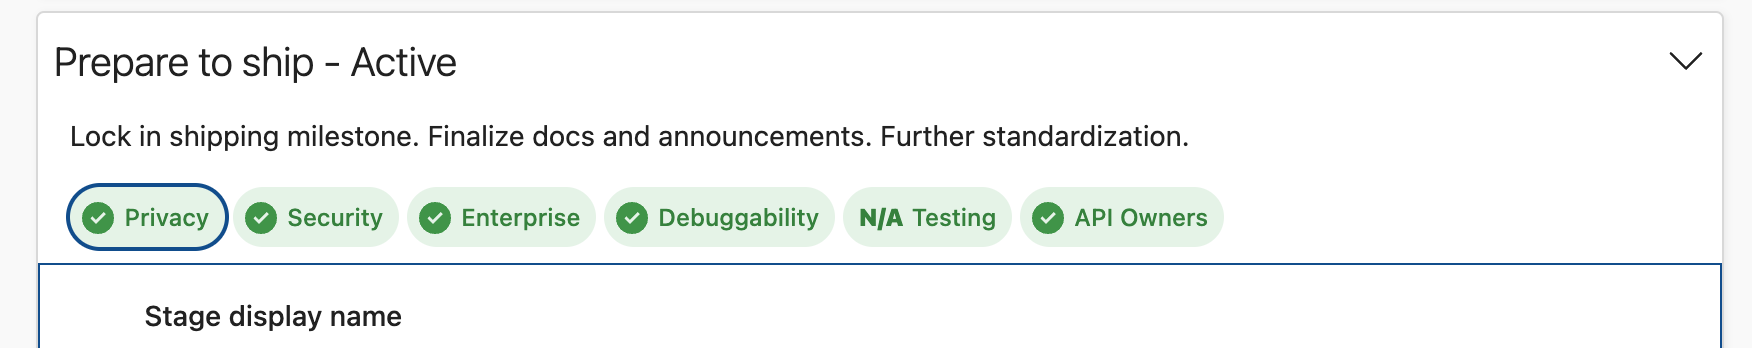 Prepare to ship - Active
Lock in shipping milestone. Finalize docs and announcements. Further standardization.
Privacy Security Enterprise Debuggability N/A Testing API Owners
Stage display name